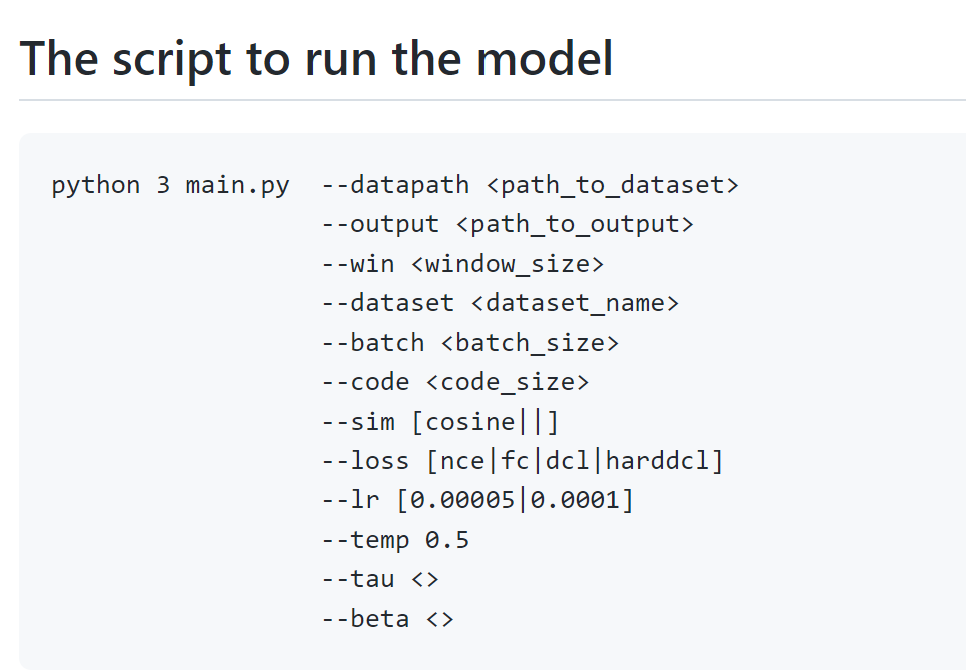 The script to run the model
python 3 main.py --datapath <path_to_dataset>
--output <path_to_output>
--win <window_size>
--dataset <dataset_name>
--batch <batch_size>
--code <code_size>
--sim [cosine||]
--loss [nce|fc|dcl|harddcl]
--lr [0.00005|0.0001]
--temp 0.5
--tau <>
--beta <>